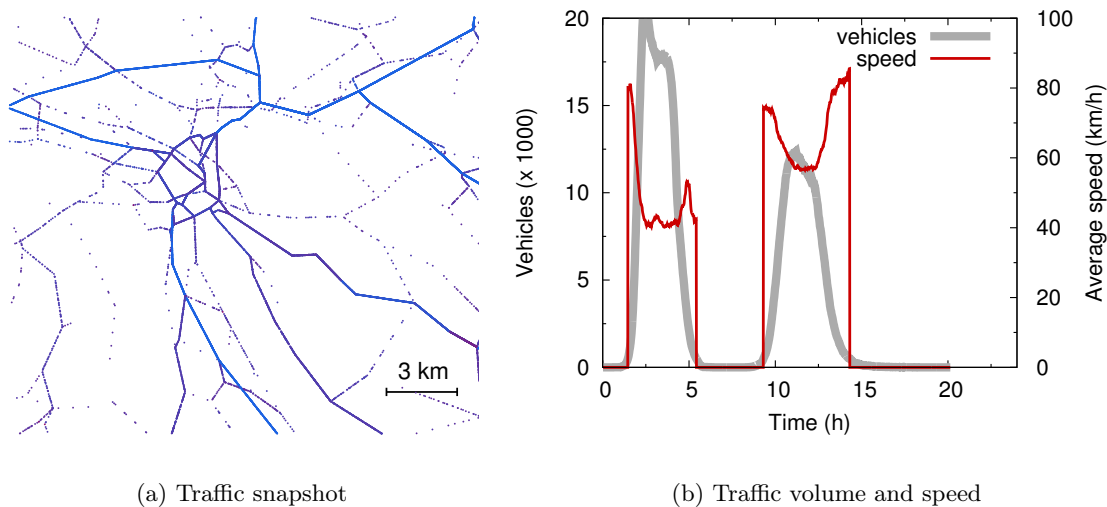 3 km
(a) Traffic snapshot
vehicles
speed
Vehicles (x 1000)
20
15
10
5
0
Average speed (km/h)
100
80
60
40
20
0
0 5 10 15 20
Time (h)
(b) Traffic volume and speed